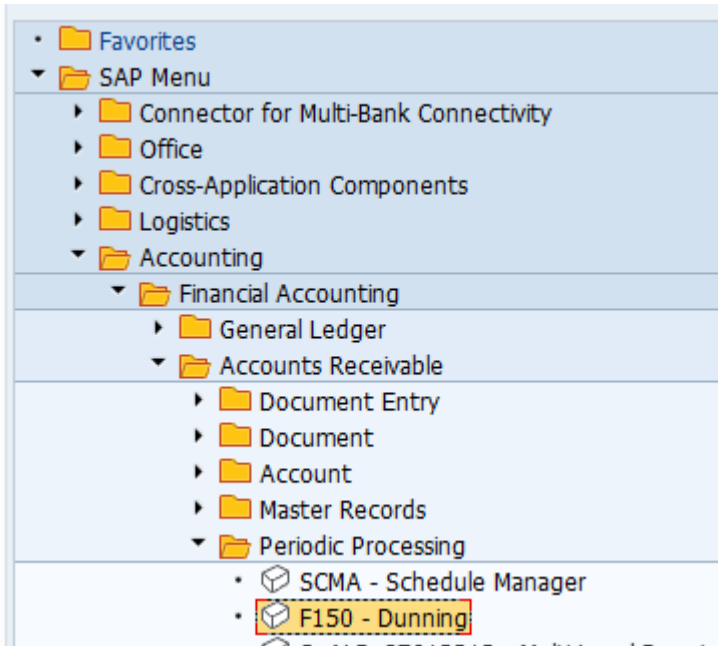 Favorites
SAP Menu
Connector for Multi-Bank Connectivity
Office
Cross-Application Components
Logistics
Accounting
Financial Accounting
General Ledger
Accounts Receivable
Document Entry
Document
Account
Master Records
Periodic Processing
SCMA - Schedule Manager
F150 - Dunning